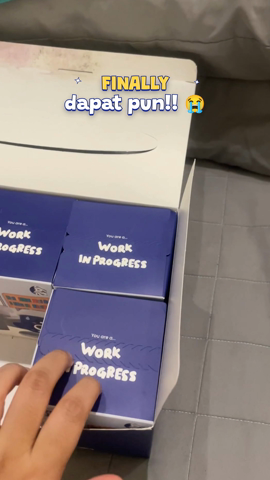 FINALLY
dapat pun!! 😭
You are a...
WORK
PROGRESS
You are a...
WORK
IN PROGRESS
You are a...
WORK
IN PROGRESS